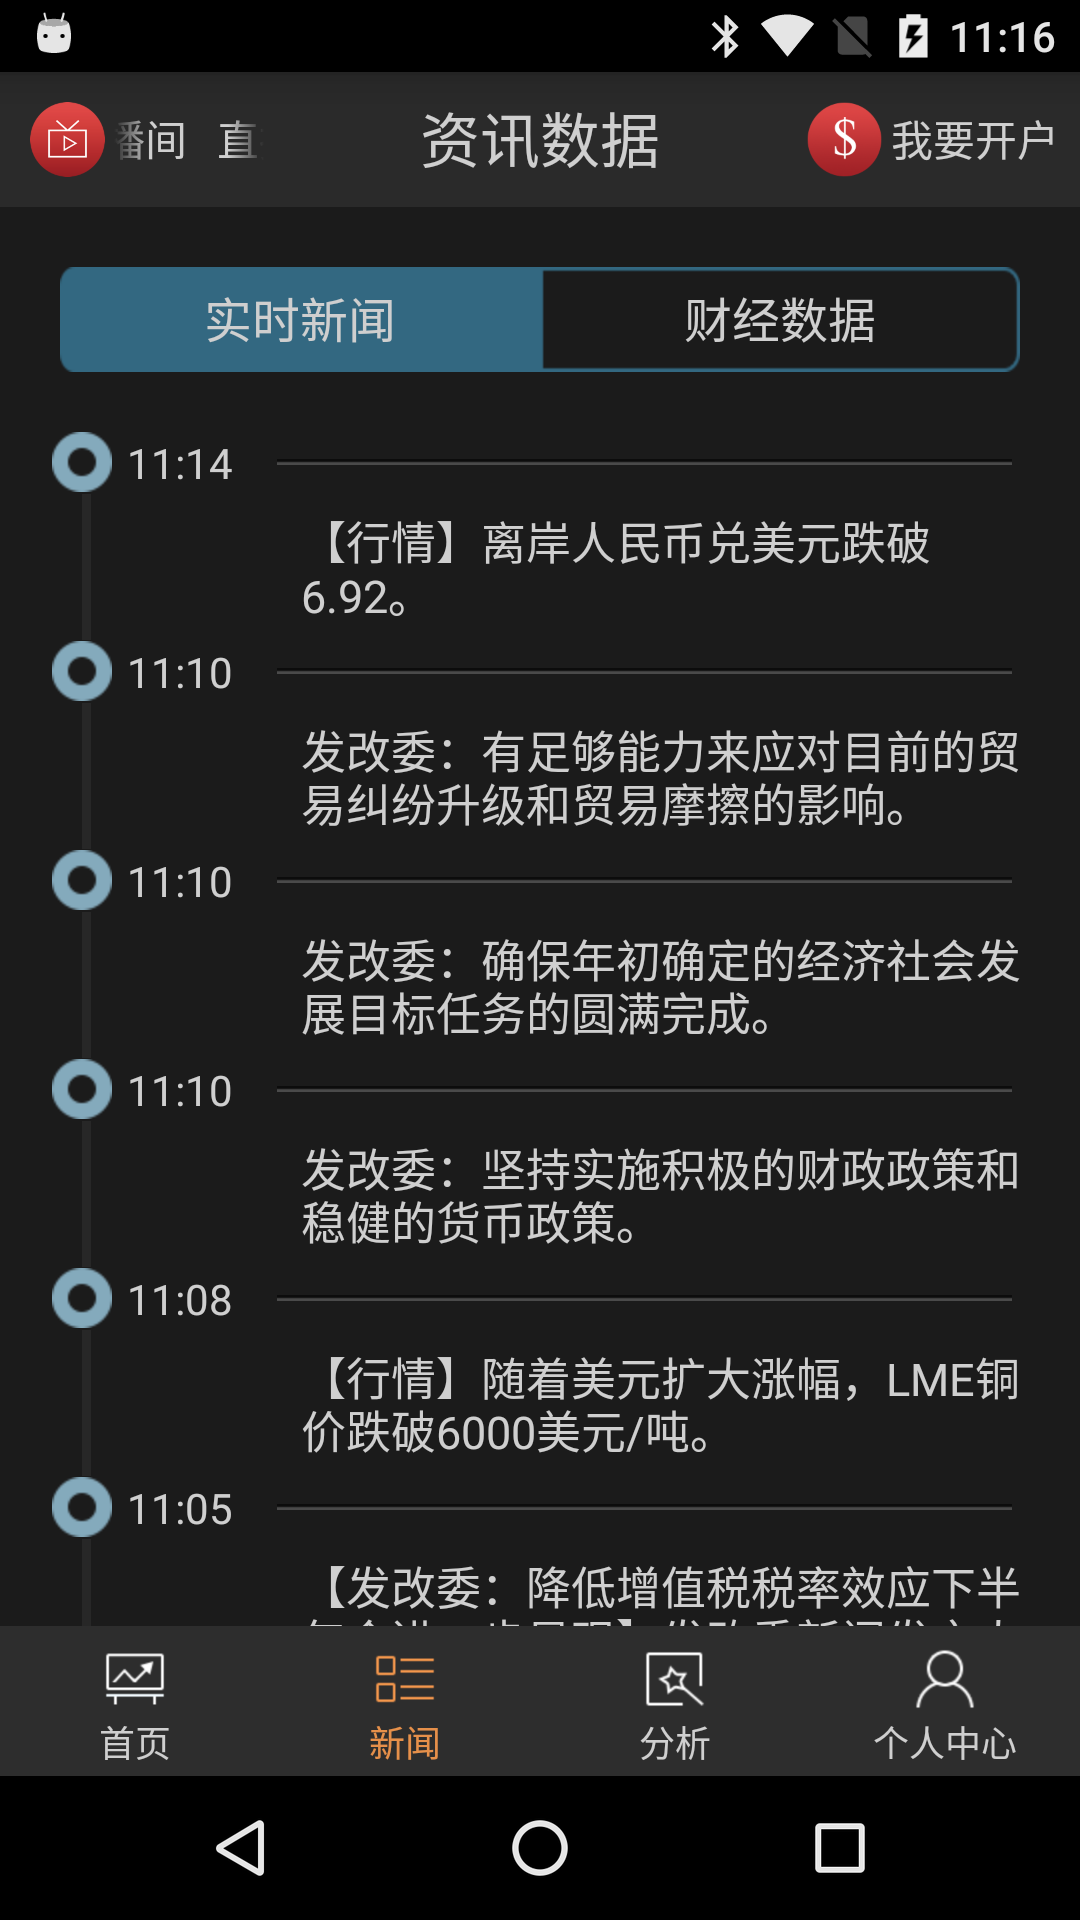 11:16
番间 直
资讯数据
$ 我要开户
实时新闻
财经数据
11:14
【行情】离岸人民币兑美元跌破
6.92。
11:10
发改委：有足够能力来应对目前的贸
易纠纷升级和贸易摩擦的影响。
11:10
发改委：确保年初确定的经济社会发
展目标任务的圆满完成。
11:10
发改委：坚持实施积极的财政政策和
稳健的货币政策。
11:08
【行情】随着美元扩大涨幅，LME铜
价跌破6000美元/吨。
11:05
【发改委：降低增值税税率效应下半
首页
新闻
分析
个人中心